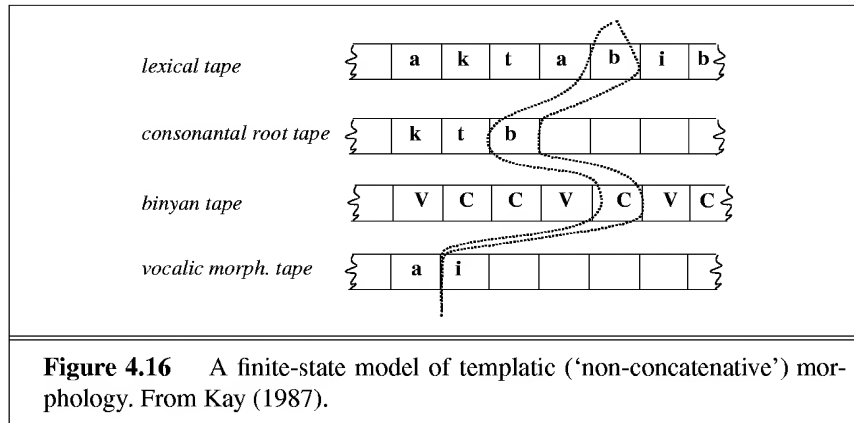 lexical tape a k t a b i b
consonantal root tape k t b
binyan tape V C C V C V C
vocalic morph. tape a i
Figure 4.16 A finite-state model of templatic (‘non-concatenative’) mor-
phology. From Kay (1987).